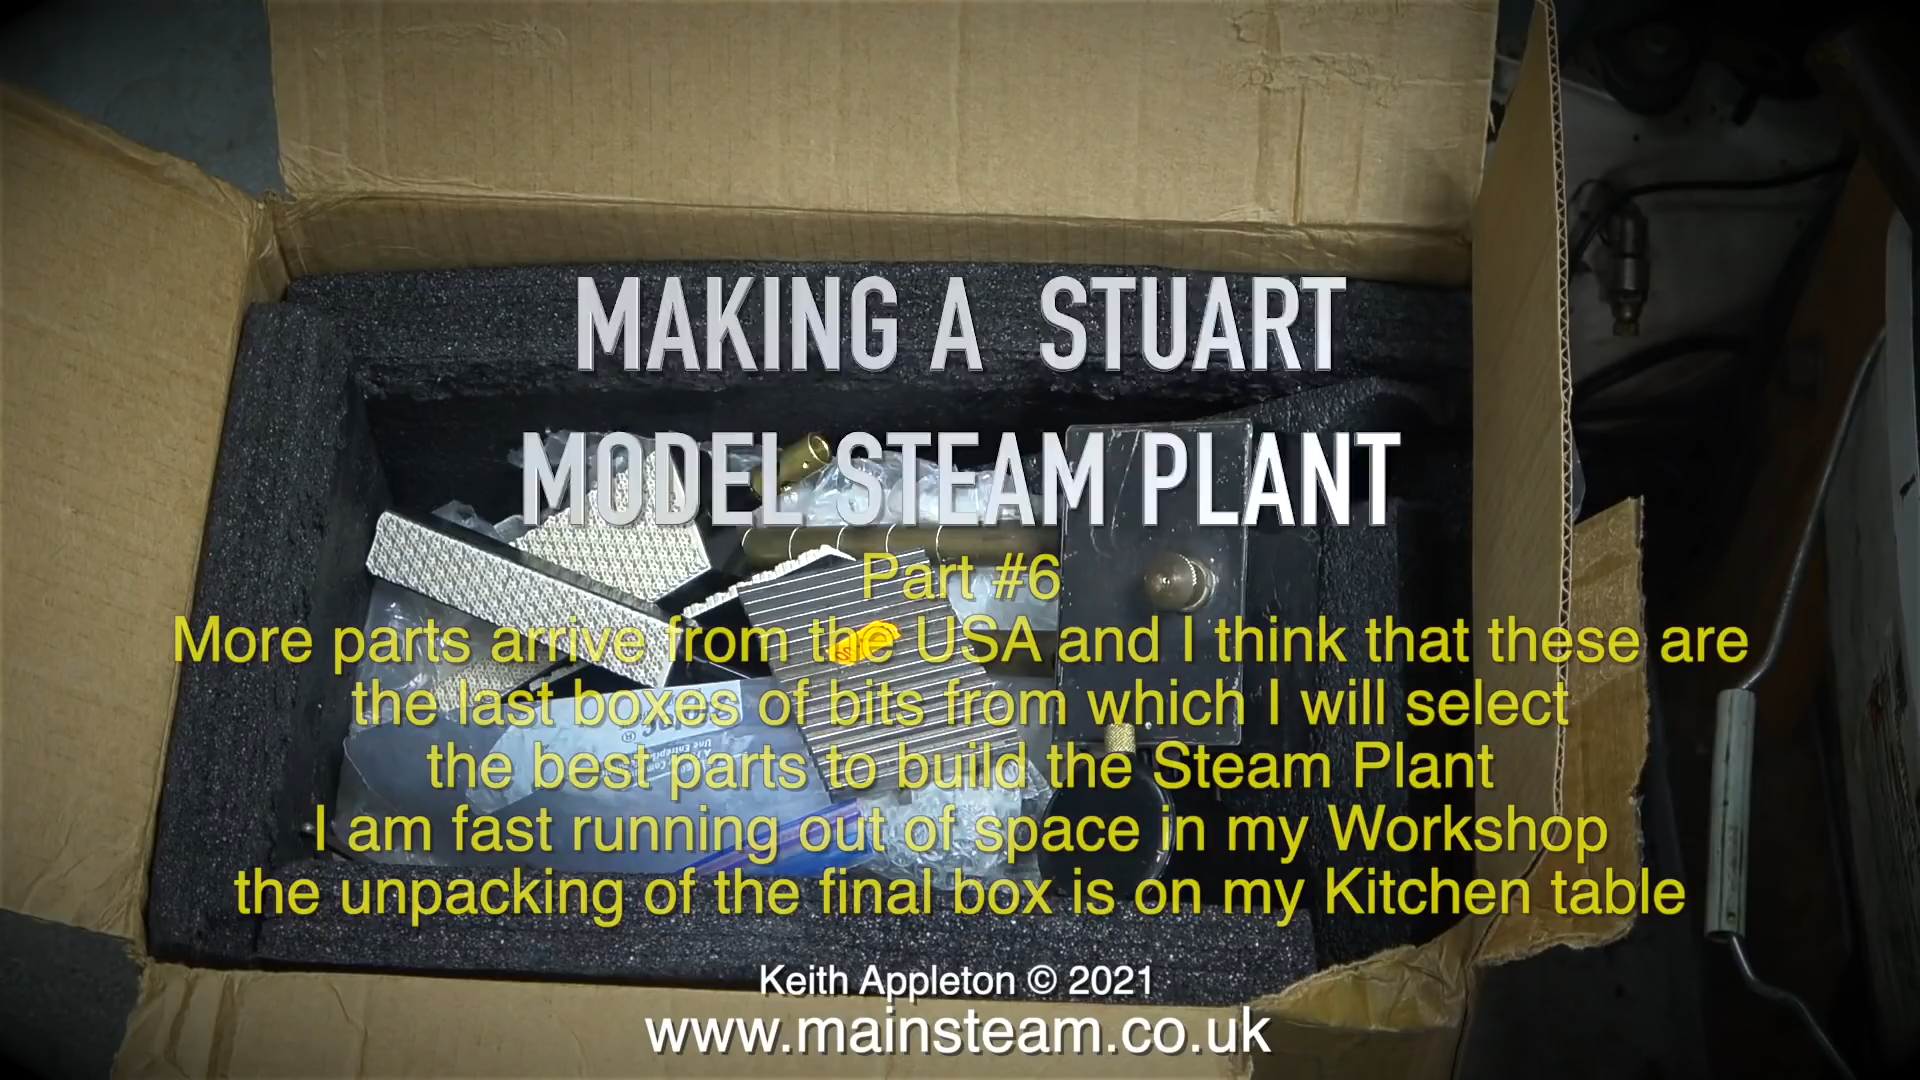 MAKING A STUART
MODEL STEAM PLANT
Part #6
More parts arrive from the USA and I think that these are
the last boxes of bits from which I will select
the best parts to build the Steam Plant
I am fast running out of space in my Workshop
the unpacking of the final box is on my Kitchen table
Keith Appleton © 2021
www.mainsteam.co.uk